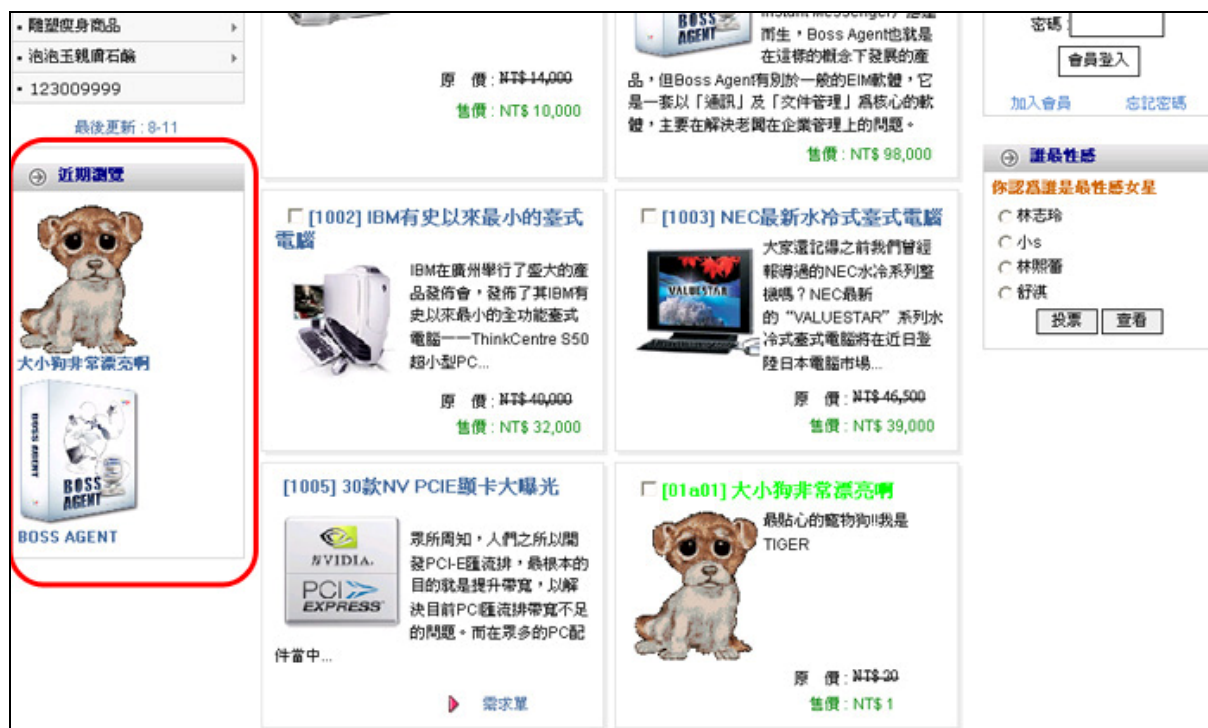 雕塑瘦身商品
泡泡玉親膚石鹼
123009999
最後更新 : 8-11
近期瀏覽
大小狗非常漂亮啊
BOSS AGENT
BOSS
AGENT
BOSS AGENT
原 價 : NT$ 14,000
售價 : NT$ 10,000
BOSS
AGENT
Instant Messenger)
而生,Boss Agent也就是
在這樣的概念下發展的產
品,但Boss Agent有別於一般的EIM軟體,它
是一套以「通訊」及「文件管理」為核心的軟
體,主要在解決老闆在企業管理上的問題。
售價 : NT$ 98,000
[1002] IBM有史以來最小的臺式
電腦
IBM在廣州舉行了盛大的產
品發佈會,發佈了其IBM有
史以來最小的全功能臺式
電腦——ThinkCentre S50
超小型PC...
原 價 : NT$ 40,000
售價 : NT$ 32,000
[1003] NEC最新水冷式臺式電腦
VALUESTAR
大家還記得之前我們曾經
報導過的NEC水冷系列整
機嗎?NEC最新
的“VALUESTAR”系列水
冷式臺式電腦將在近日登
陸日本電腦市場...
原 價 : NT$ 46,500
售價 : NT$ 39,000
[1005] 30款NV PCIE顯卡大曝光
NVIDIA.
PCI
EXPRESS
眾所周知,人們之所以開
發PCI-E匯流排,最根本的
目的就是提升帶寬,以解
決目前PCI匯流排帶寬不足
的問題。而在眾多的PC配
件當中...
需求單
[01a01] 大小狗非常漂亮啊
最貼心的寵物狗!!我是
TIGER
原 價 : NT$ 20
售價 : NT$ 1
密碼 :
會員登入
加入會員 忘記密碼
誰最性感
你認為誰是最性感女星
林志玲
小s
林熙蕾
舒淇
投票 查看